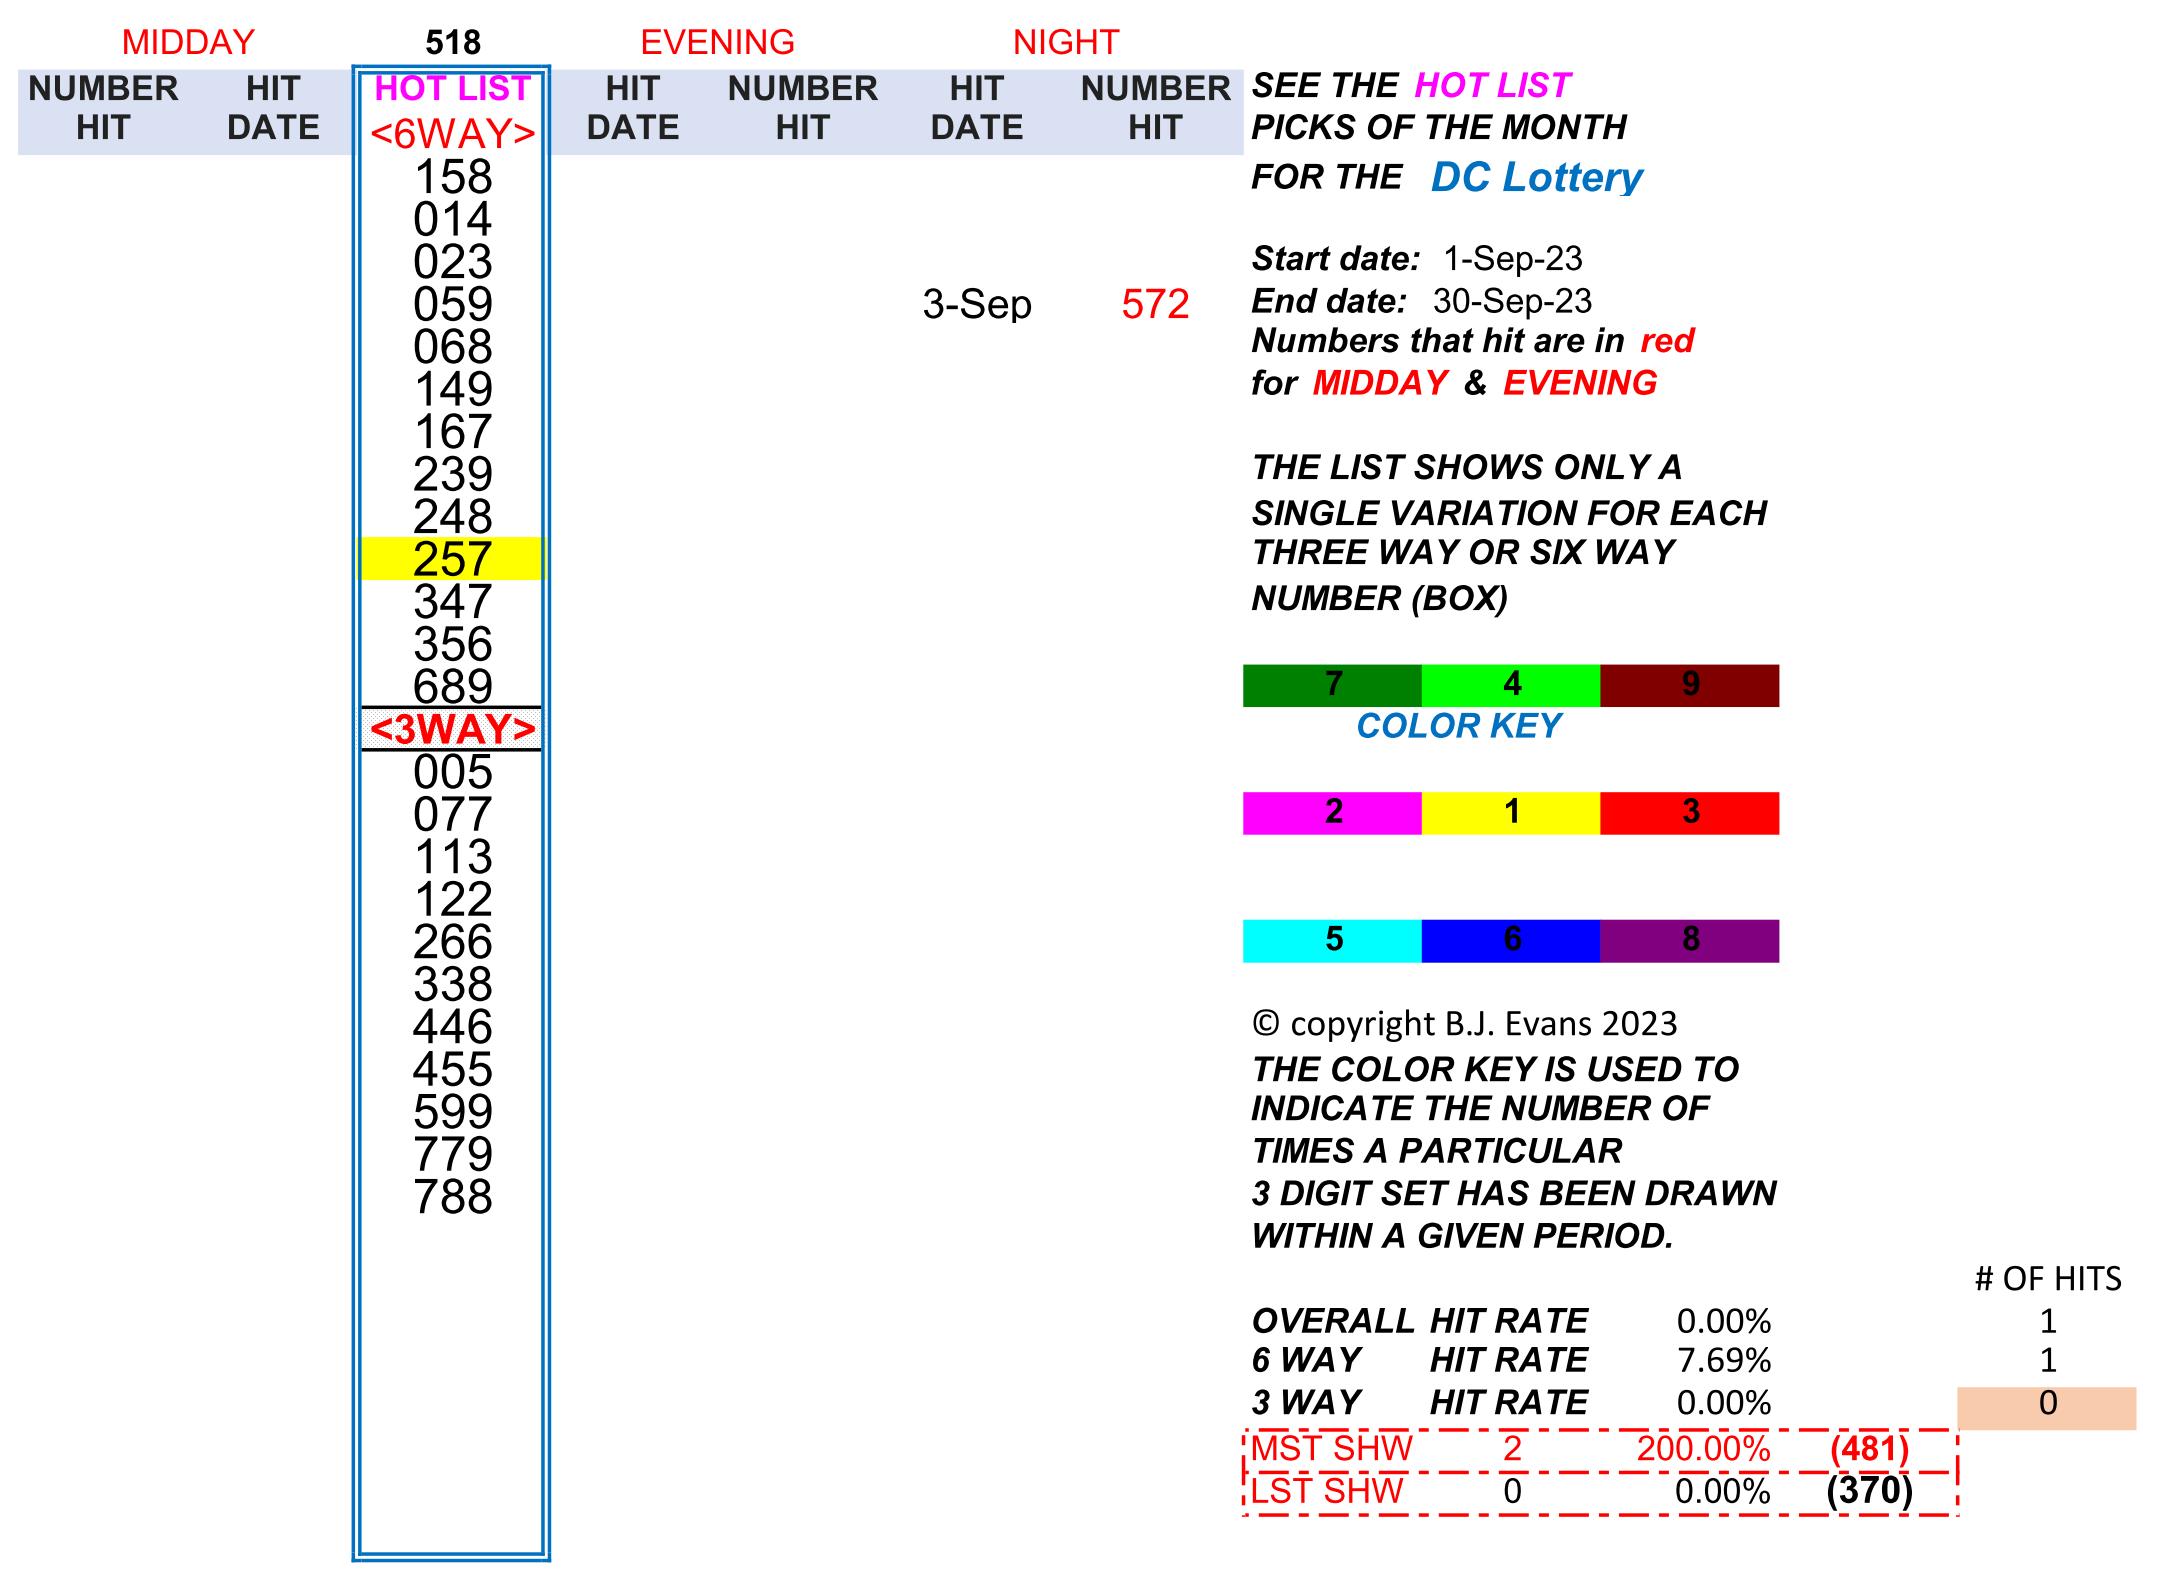 MIDDAY 518 EVENING NIGHT
NUMBER HIT HOT LIST HIT NUMBER HIT NUMBER
HIT DATE <6WAY> DATE HIT DATE HIT
158
014
023
059 3-Sep 572
068
149
167
239
248
257
347
356
689
<3WAY>
005
077
113
122
266
338
446
455
599
779
788
SEE THE HOT LIST
PICKS OF THE MONTH
FOR THE DC Lottery
Start date: 1-Sep-23
End date: 30-Sep-23
Numbers that hit are in red
for MIDDAY & EVENING
THE LIST SHOWS ONLY A
SINGLE VARIATION FOR EACH
THREE WAY OR SIX WAY
NUMBER (BOX)
7 4 9
COLOR KEY
2 1 3
5 6 8
© copyright B.J. Evans 2023
THE COLOR KEY IS USED TO
INDICATE THE NUMBER OF
TIMES A PARTICULAR
3 DIGIT SET HAS BEEN DRAWN
WITHIN A GIVEN PERIOD.
# OF HITS
OVERALL HIT RATE 0.00% 1
6 WAY HIT RATE 7.69% 1
3 WAY HIT RATE 0.00% 0
MST SHW 2 200.00% (481)
LST SHW 0 0.00% (370)